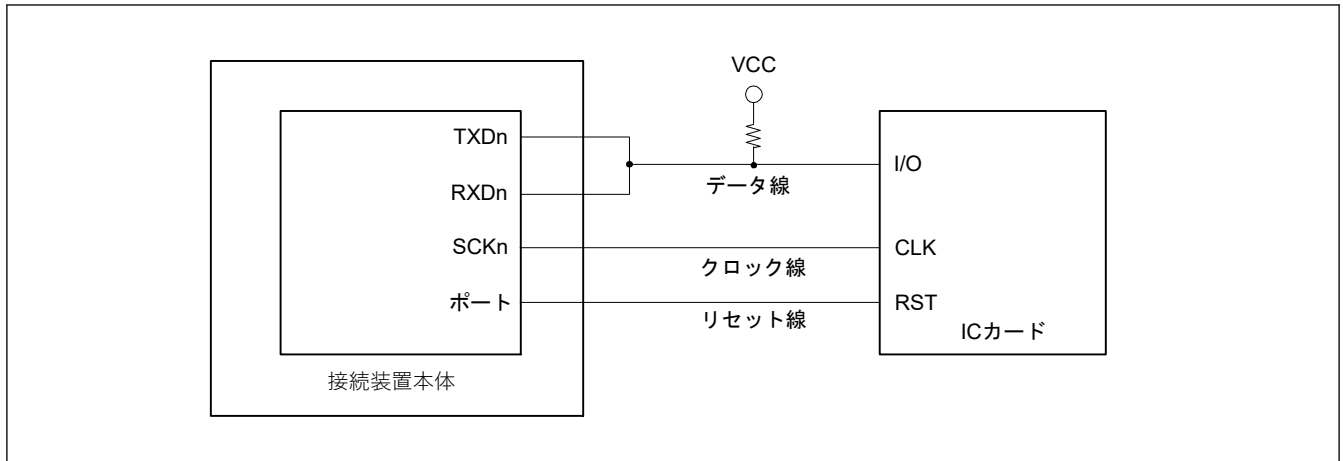 VCC
TXDn
I/O
データ線
RXDn
SCKn
CLK
クロック線
ポート
RST
リセット線
ICカード
接続装置本体